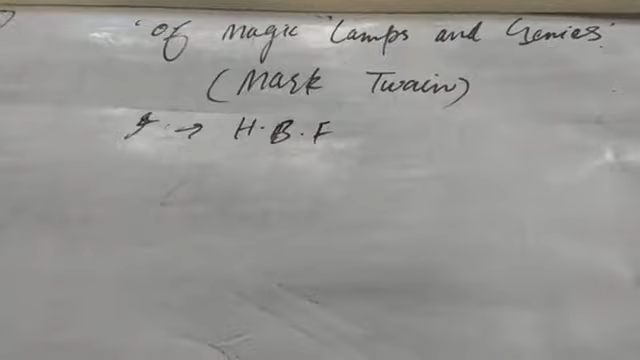 'Of Magic Lamps and Genies'
(Mark Twain)
→ H.B.F